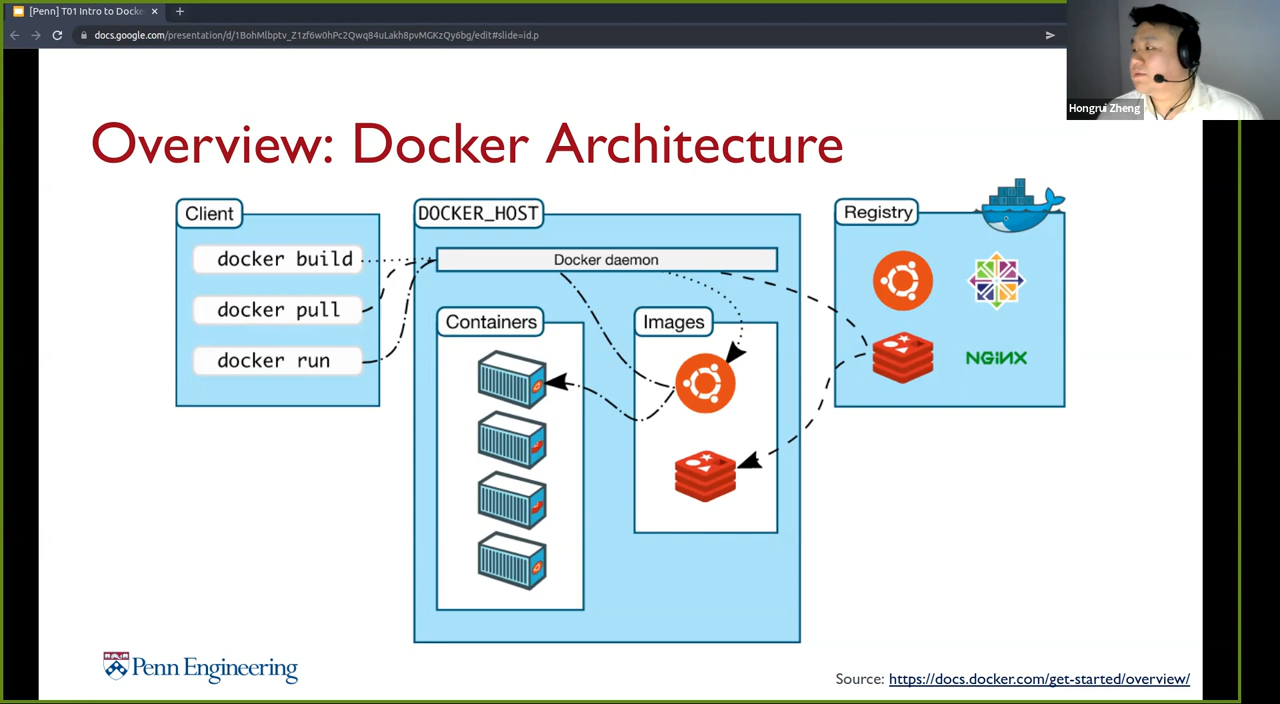 [Penn] T01 Intro to Docke
docs.google.com/presentation/d/1BohMlbptv_Z1zf6w0hPc2Qwq84uLakh8pvMGKzQy6bg/edit#slide=id.p
Hongrui Zheng
Overview: Docker Architecture
Client
docker build
docker pull
docker run
DOCKER_HOST
Docker daemon
Containers
Images
Registry
NGINX
Penn Engineering
Source: https://docs.docker.com/get-started/overview/